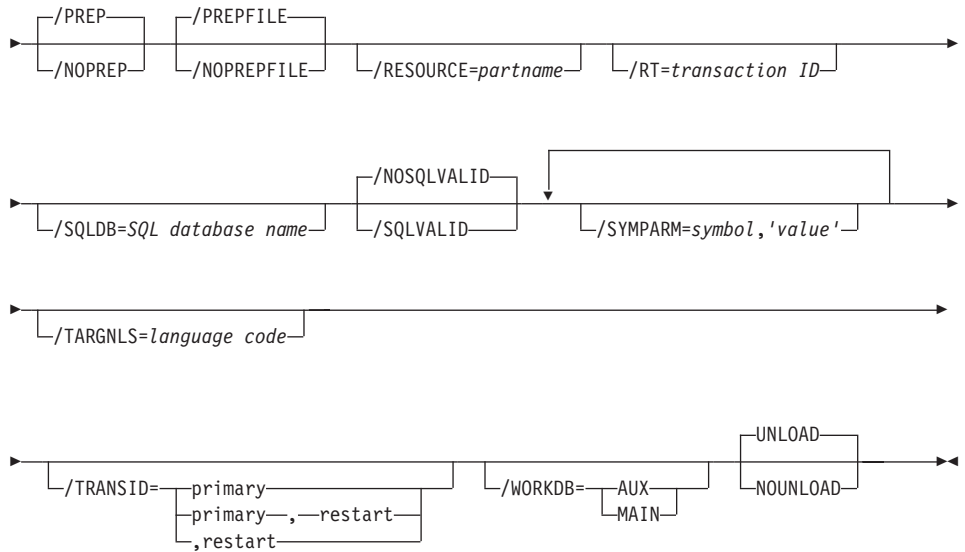 /PREP /PREPFILE
/NOPREP /NOPREPFILE /RESOURCE=partname /RT=transaction ID
/NOSQLVALID
/SQLDB=SQL database name /SQLVALID /SYMPARM=symbol,'value'
/TARGNLS=language code
UNLOAD
/TRANSID= primary /WORKDB= AUX NOUNLOAD
primary , restart MAIN
,restart